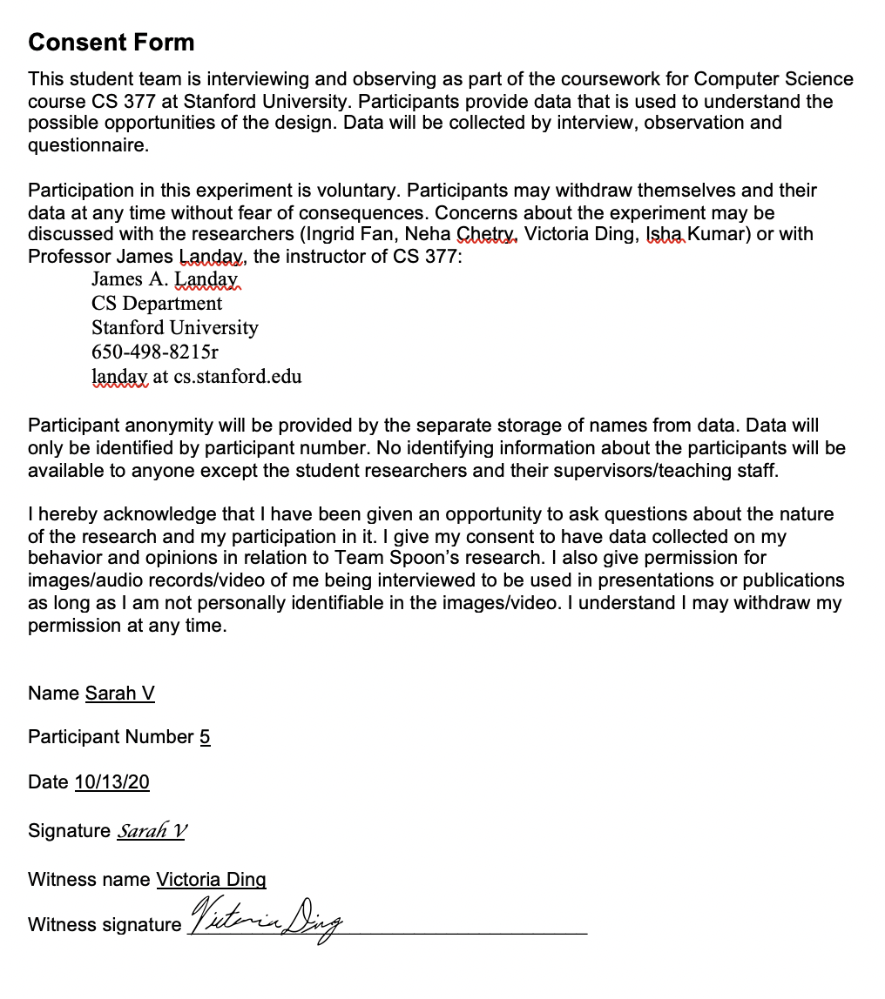 Consent Form
This student team is interviewing and observing as part of the coursework for Computer Science
course CS 377 at Stanford University. Participants provide data that is used to understand the
possible opportunities of the design. Data will be collected by interview, observation and
questionnaire.
Participation in this experiment is voluntary. Participants may withdraw themselves and their
data at any time without fear of consequences. Concerns about the experiment may be
discussed with the researchers (Ingrid Fan, Neha Chetry, Victoria Ding, Isha Kumar) or with
Professor James Landay, the instructor of CS 377:
James A. Landay
CS Department
Stanford University
650-498-8215r
landay at cs.stanford.edu
Participant anonymity will be provided by the separate storage of names from data. Data will
only be identified by participant number. No identifying information about the participants will be
available to anyone except the student researchers and their supervisors/teaching staff.
I hereby acknowledge that I have been given an opportunity to ask questions about the nature
of the research and my participation in it. I give my consent to have data collected on my
behavior and opinions in relation to Team Spoon’s research. I also give permission for
images/audio records/video of me being interviewed to be used in presentations or publications
as long as I am not personally identifiable in the images/video. I understand I may withdraw my
permission at any time.
Name Sarah V
Participant Number 5
Date 10/13/20
Signature Sarah V
Witness name Victoria Ding
Witness signature Victoria Ding